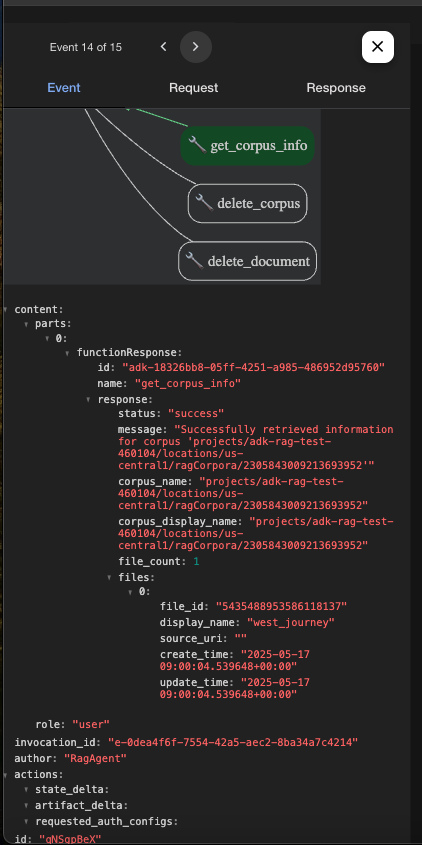 Event 14 of 15
Event Request Response
get_corpus_info
delete_corpus
delete_document
content:
parts:
0:
functionResponse:
id: "adk-18326bb8-05ff-4251-a985-486952d95760"
name: "get_corpus_info"
response:
status: "success"
message: "Successfully retrieved information
for corpus 'projects/adk-rag-test-
460104/locations/us-
central1/ragCorpora/2305843009213693952'"
corpus_name: "projects/adk-rag-test-
460104/locations/us-
central1/ragCorpora/2305843009213693952"
corpus_display_name: "projects/adk-rag-test-
460104/locations/us-
central1/ragCorpora/2305843009213693952"
file_count: 1
files:
0:
file_id: "5435488953586118137"
display_name: "west_journey"
source_uri: ""
create_time: "2025-05-17
09:00:04.539648+00:00"
update_time: "2025-05-17
09:00:04.539648+00:00"
role: "user"
invocation_id: "e-0dea4f6f-7554-42a5-aec2-8ba34a7c4214"
author: "RagAgent"
actions:
state_delta:
artifact_delta:
requested_auth_configs:
id: "qNSgpBeX"